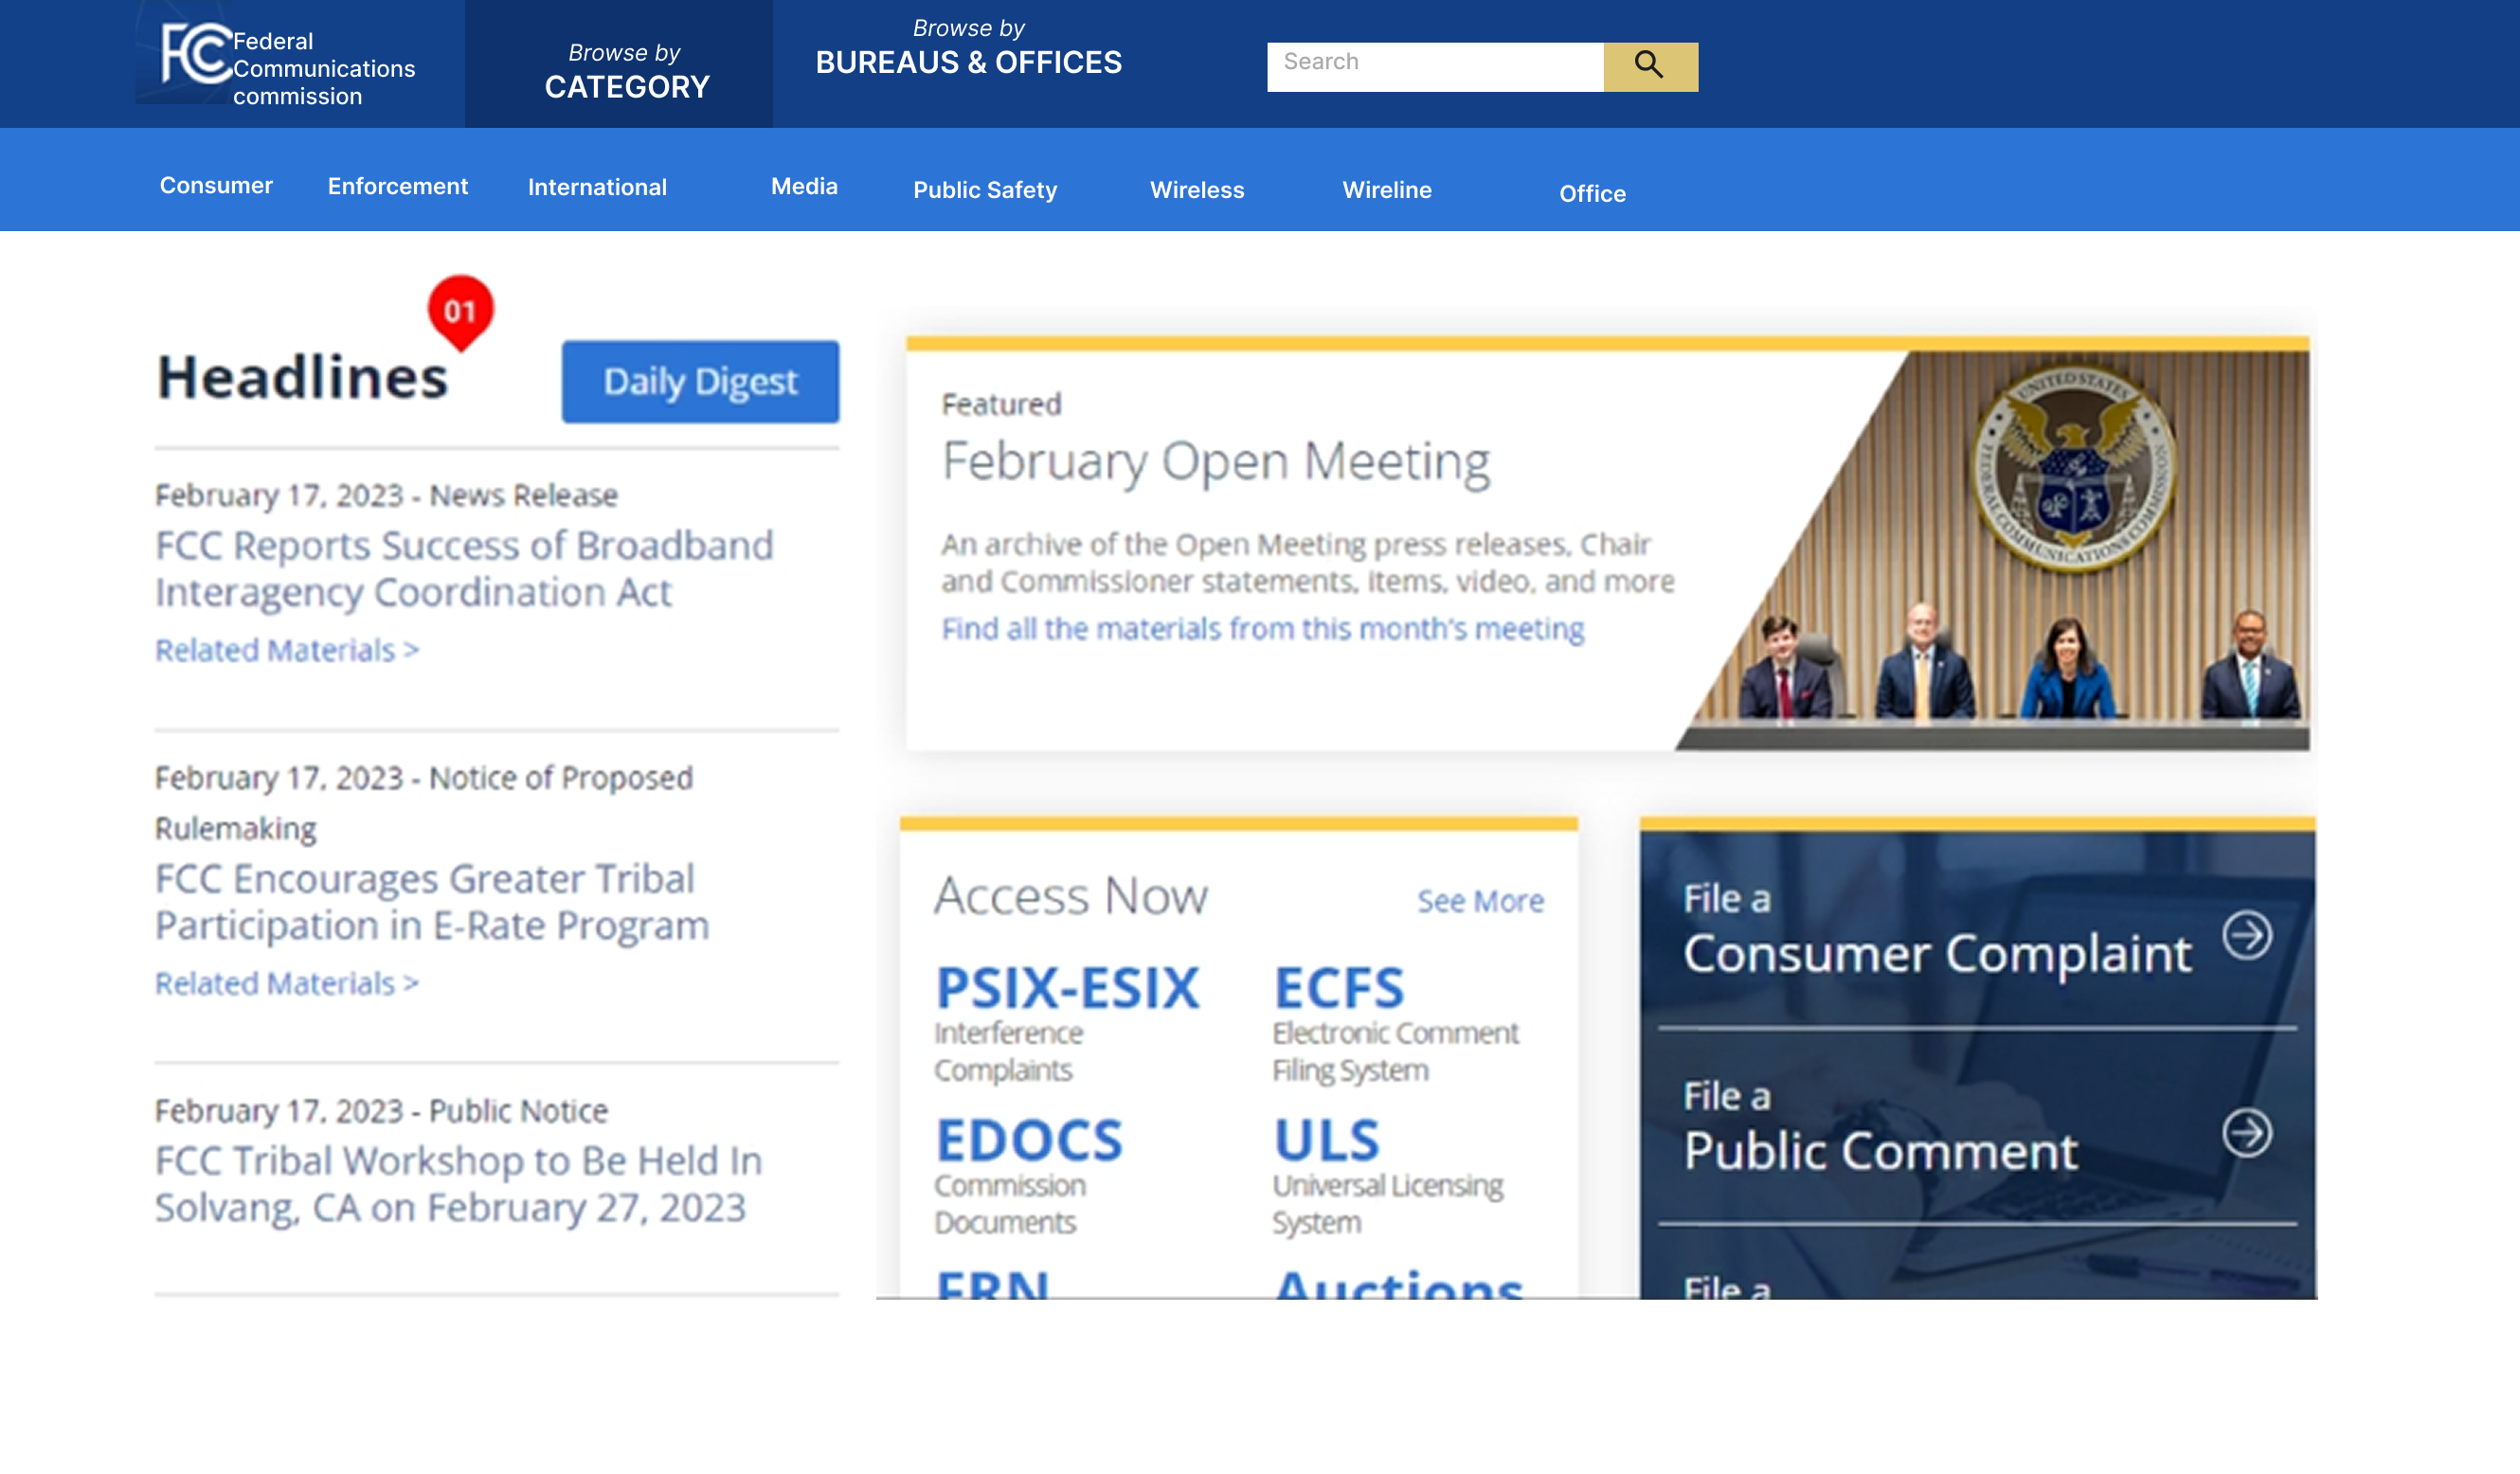 FCC
Federal
Communications
commission
Browse by
CATEGORY
Browse by
BUREAUS & OFFICES
Search
Consumer
Enforcement
International
Media
Public Safety
Wireless
Wireline
Office
01
Headlines
Daily Digest
February 17, 2023 - News Release
FCC Reports Success of Broadband
Interagency Coordination Act
Related Materials >
February 17, 2023 - Notice of Proposed
Rulemaking
FCC Encourages Greater Tribal
Participation in E-Rate Program
Related Materials >
February 17, 2023 - Public Notice
FCC Tribal Workshop to Be Held In
Solvang, CA on February 27, 2023
Featured
February Open Meeting
An archive of the Open Meeting press releases, Chair
and Commissioner statements, items, video, and more
Find all the materials from this month's meeting
UNITED STATES
FEDERAL COMMUNICATIONS COMMISSION
Access Now
See More
PSIX-ESIX
Interference
Complaints
ECFS
Electronic Comment
Filing System
EDOCS
Commission
Documents
ULS
Universal Licensing
System
FRN
Auctions
File a
Consumer Complaint
File a
Public Comment
File a